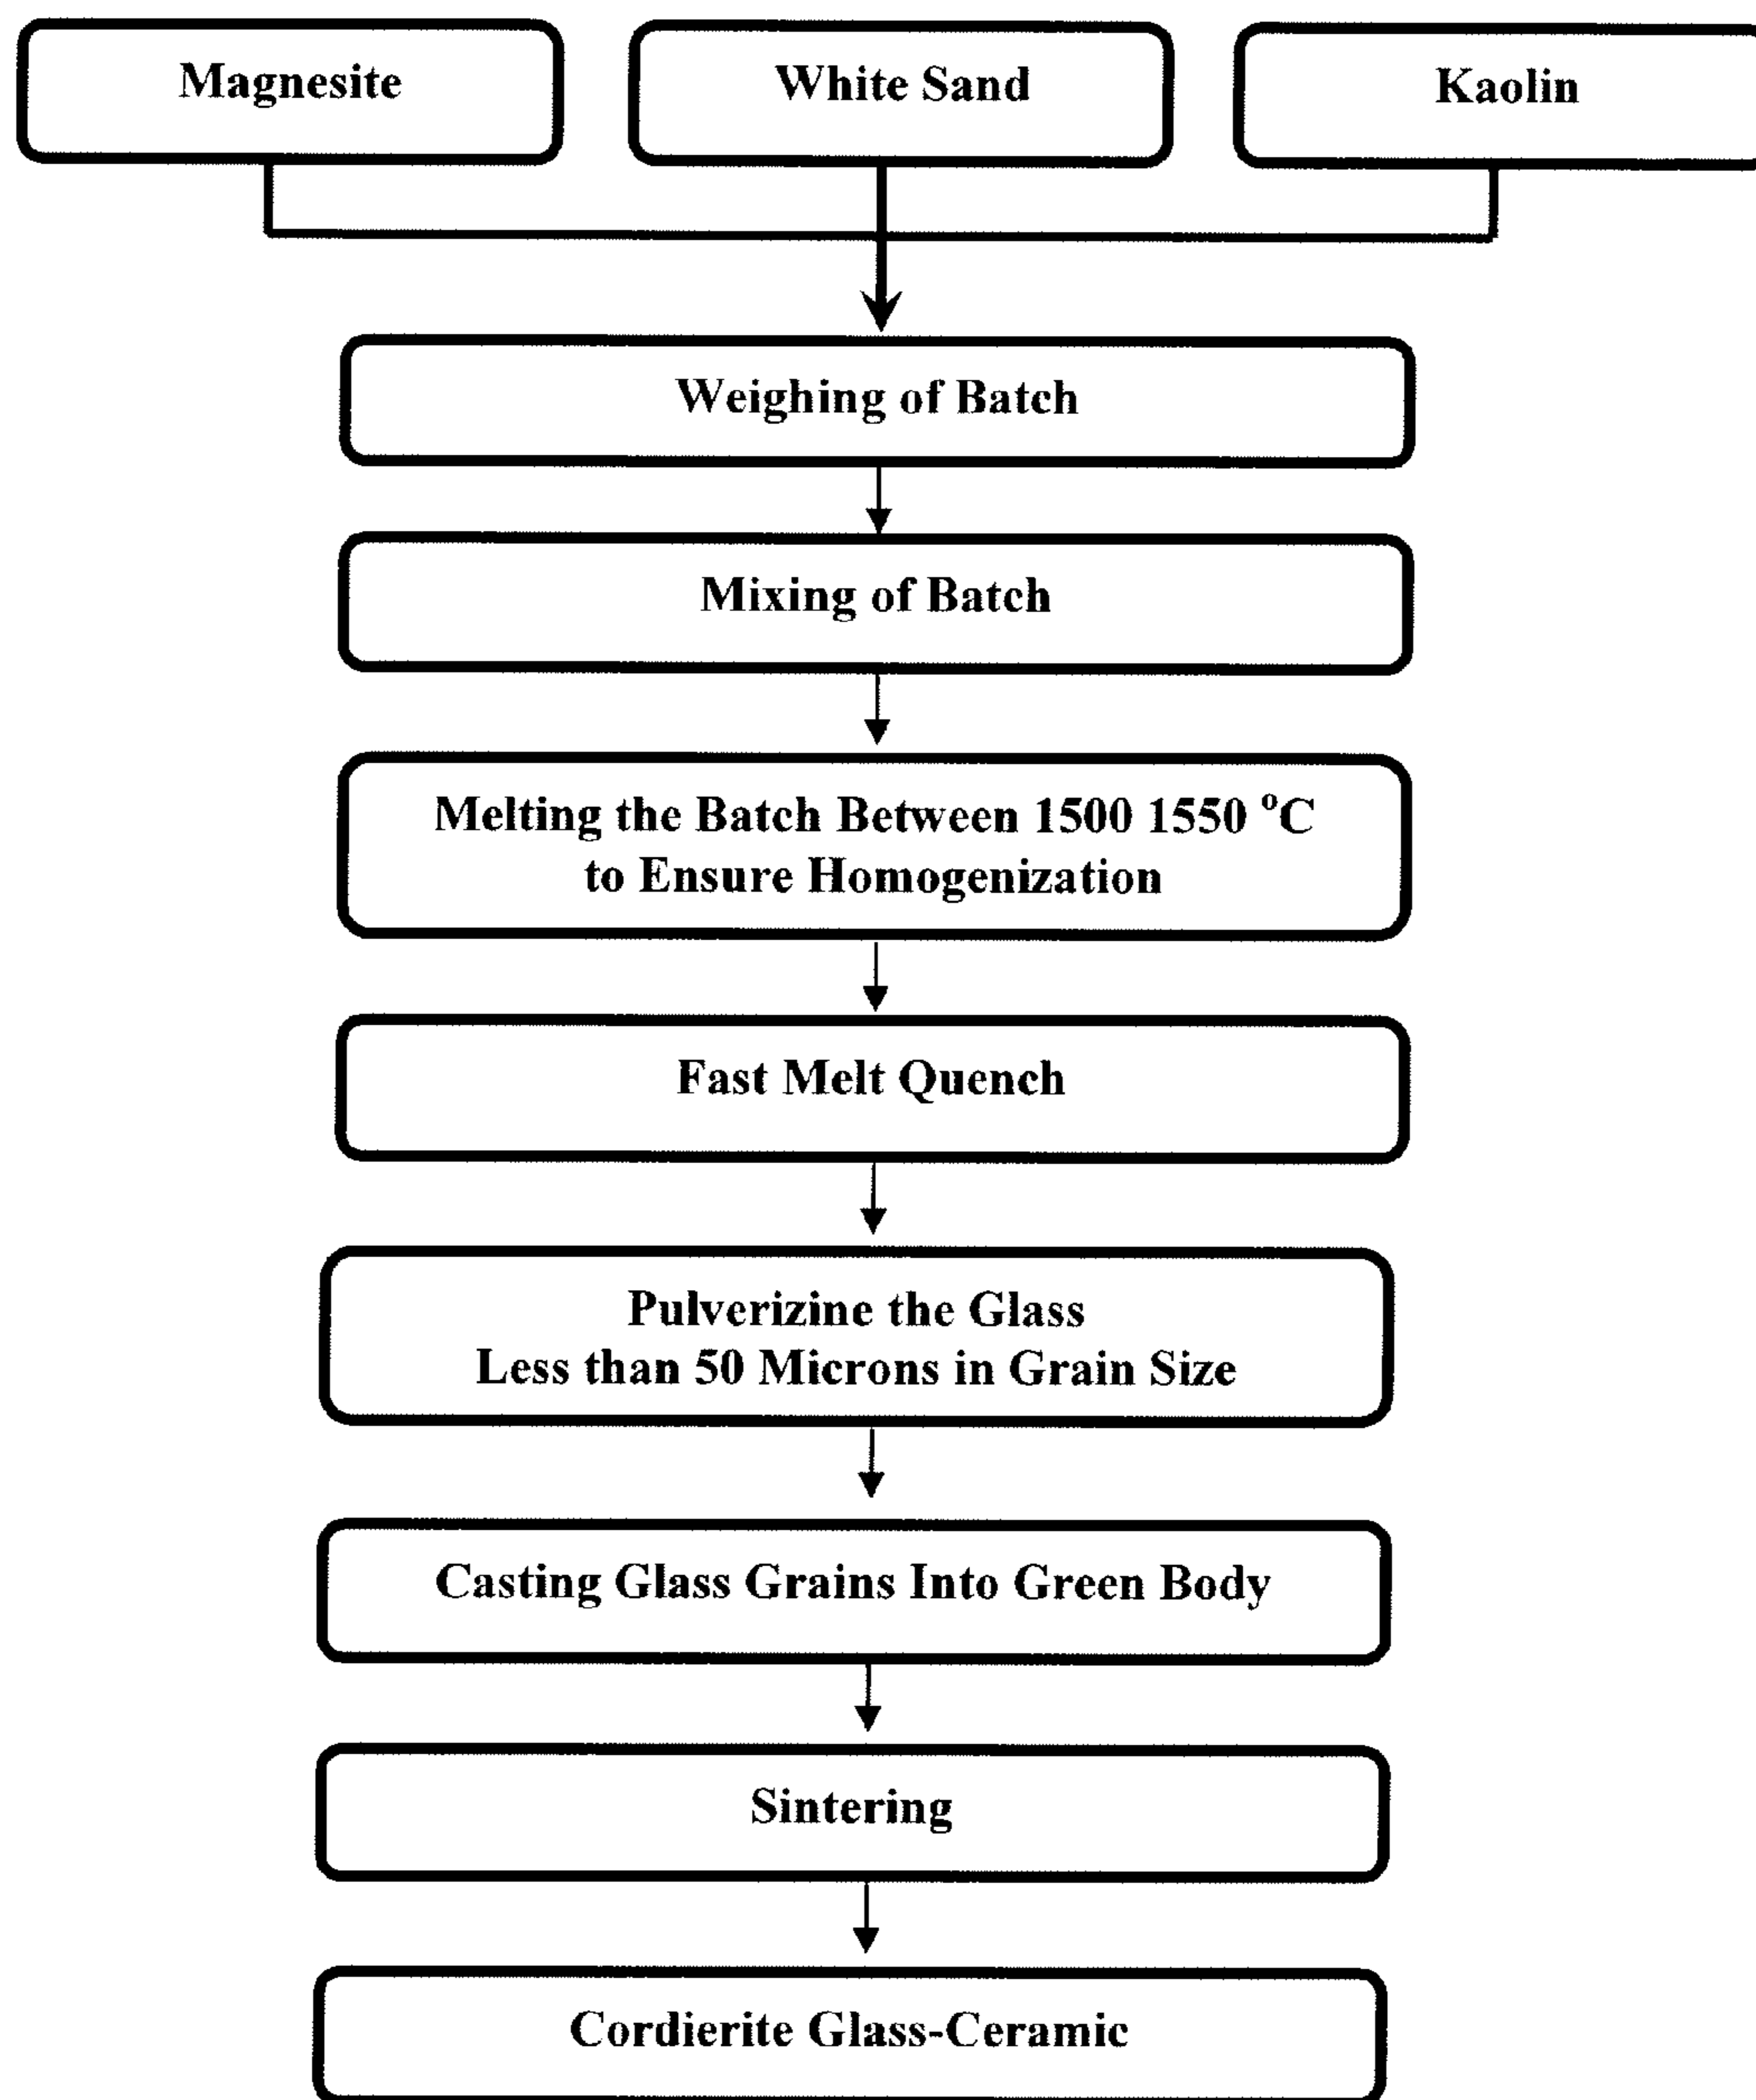 Magnesite
White Sand
Kaolin
Weighing of Batch
Mixing of Batch
Melting the Batch Between 1500 1550 °C
to Ensure Homogenization
Fast Melt Quench
Pulverizine the Glass
Less than 50 Microns in Grain Size
Casting Glass Grains Into Green Body
Sintering
Cordierite Glass-Ceramic